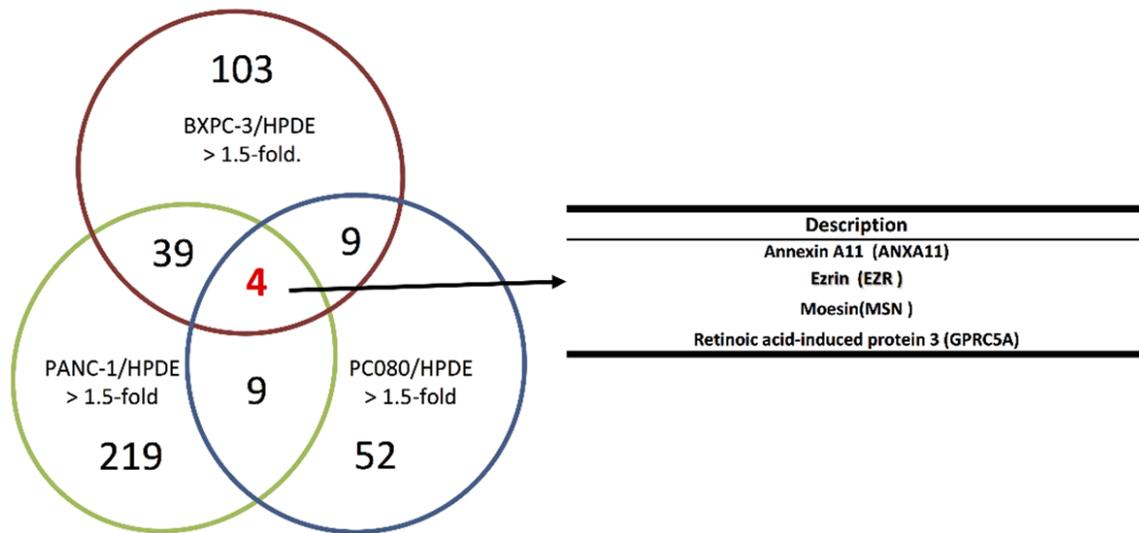 103
BXPC-3/HPDE
> 1.5-fold.
39
9
4
PANC-1/HPDE
> 1.5-fold
219
9
PC080/HPDE
> 1.5-fold
52
Description
Annexin A11 (ANXA11)
Ezrin (EZR )
Moesin(MSN )
Retinoic acid-induced protein 3 (GPRC5A)